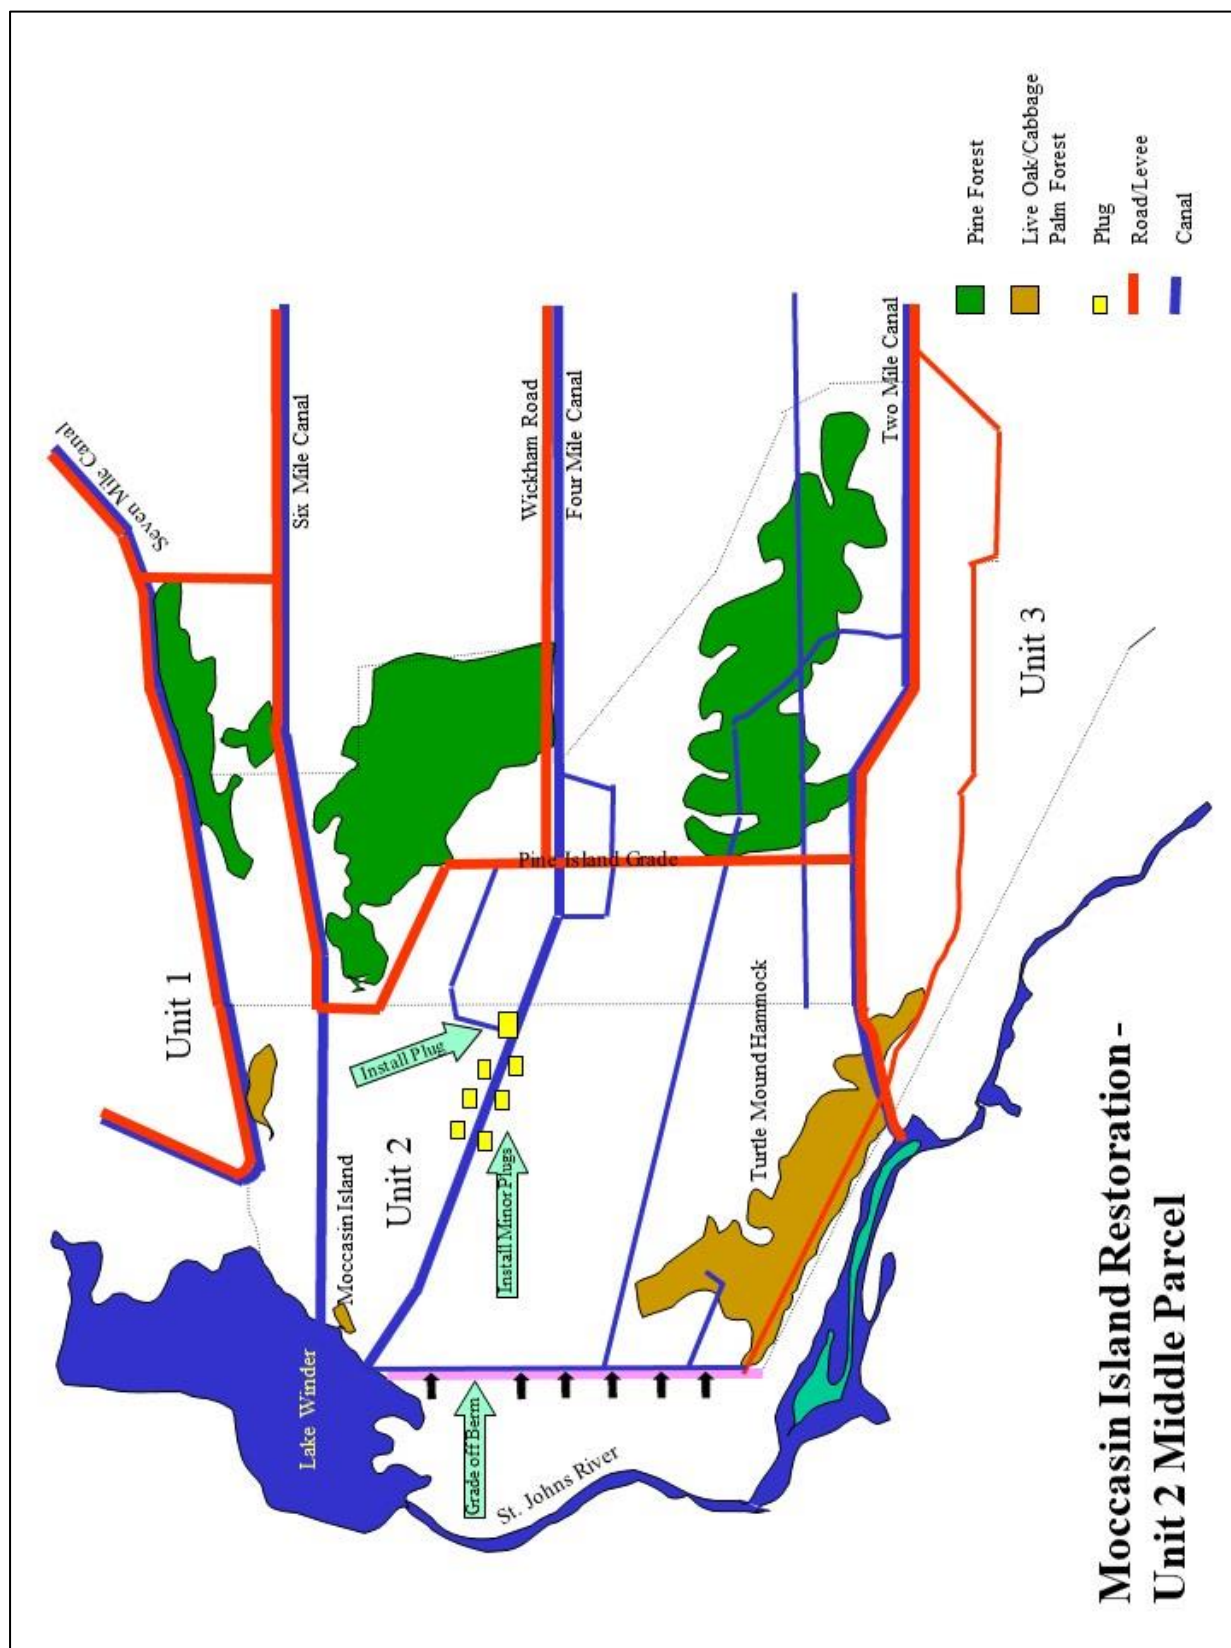 Seven Mile Canal
Six Mile Canal
Wickham Road
Four Mile Canal
Two Mile Canal
Unit 1
Pine Island Grade
Unit 3
Install Plug
Moccasin Island
Unit 2
Install Minor Plugs
Turtle Mound Hammock
Lake Winder
Grade off Berm
St. Johns River
Pine Forest
Live Oak/Cabbage
Palm Forest
Plug
Road/Levee
Canal
Moccasin Island Restoration -
Unit 2 Middle Parcel